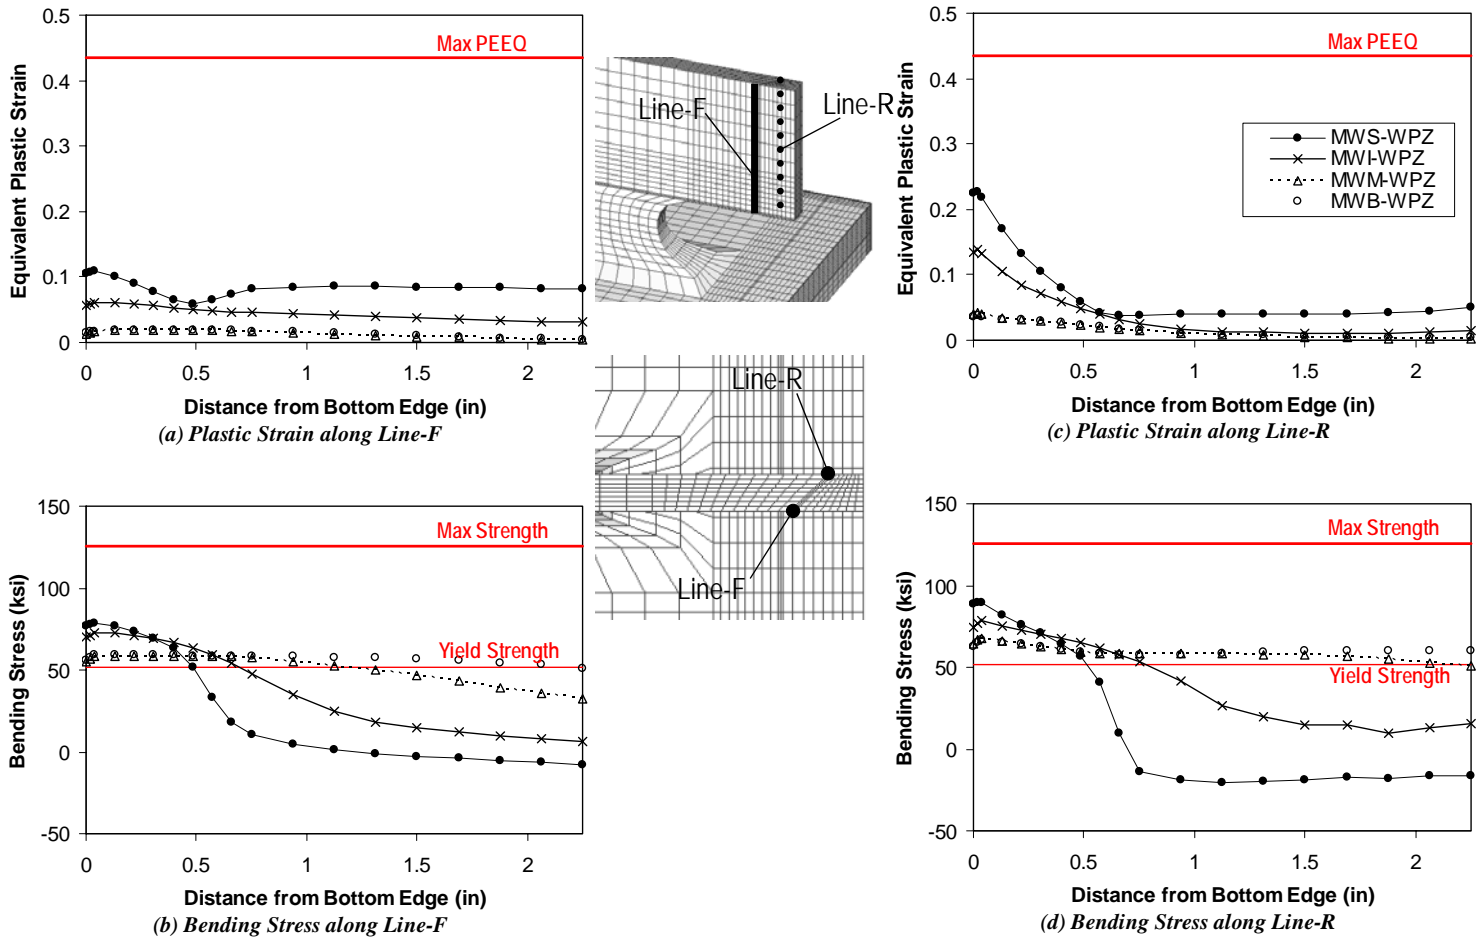 0.5
0.4
0.3
0.2
0.1
0
Equivalent Plastic Strain
Max PEEQ
0 0.5 1 1.5 2
Distance from Bottom Edge (in)
(a) Plastic Strain along Line-F
Line-F
Line-R
0.5
0.4
0.3
0.2
0.1
0
Equivalent Plastic Strain
Max PEEQ
MWS-WPZ
MWI-WPZ
MWM-WPZ
MWB-WPZ
0 0.5 1 1.5 2
Distance from Bottom Edge (in)
(c) Plastic Strain along Line-R
Line-R
Line-F
150
100
50
0
-50
Bending Stress (ksi)
Max Strength
Yield Strength
0 0.5 1 1.5 2
Distance from Bottom Edge (in)
(b) Bending Stress along Line-F
150
100
50
0
-50
Bending Stress (ksi)
Max Strength
Yield Strength
0 0.5 1 1.5 2
Distance from Bottom Edge (in)
(d) Bending Stress along Line-R